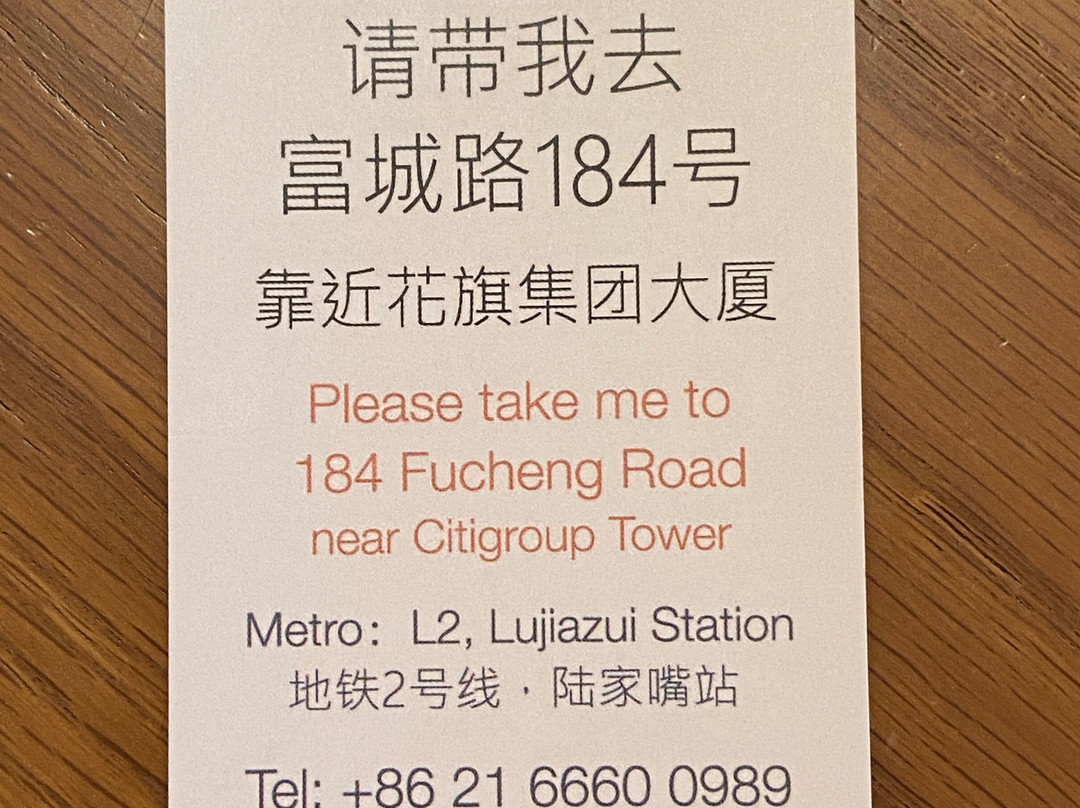 请带我去
富城路184号
靠近花旗集团大厦
Please take me to
184 Fucheng Road
near Citigroup Tower
Metro: L2, Lujiazui Station
地铁2号线 · 陆家嘴站
Tel: +86 21 6660 0989